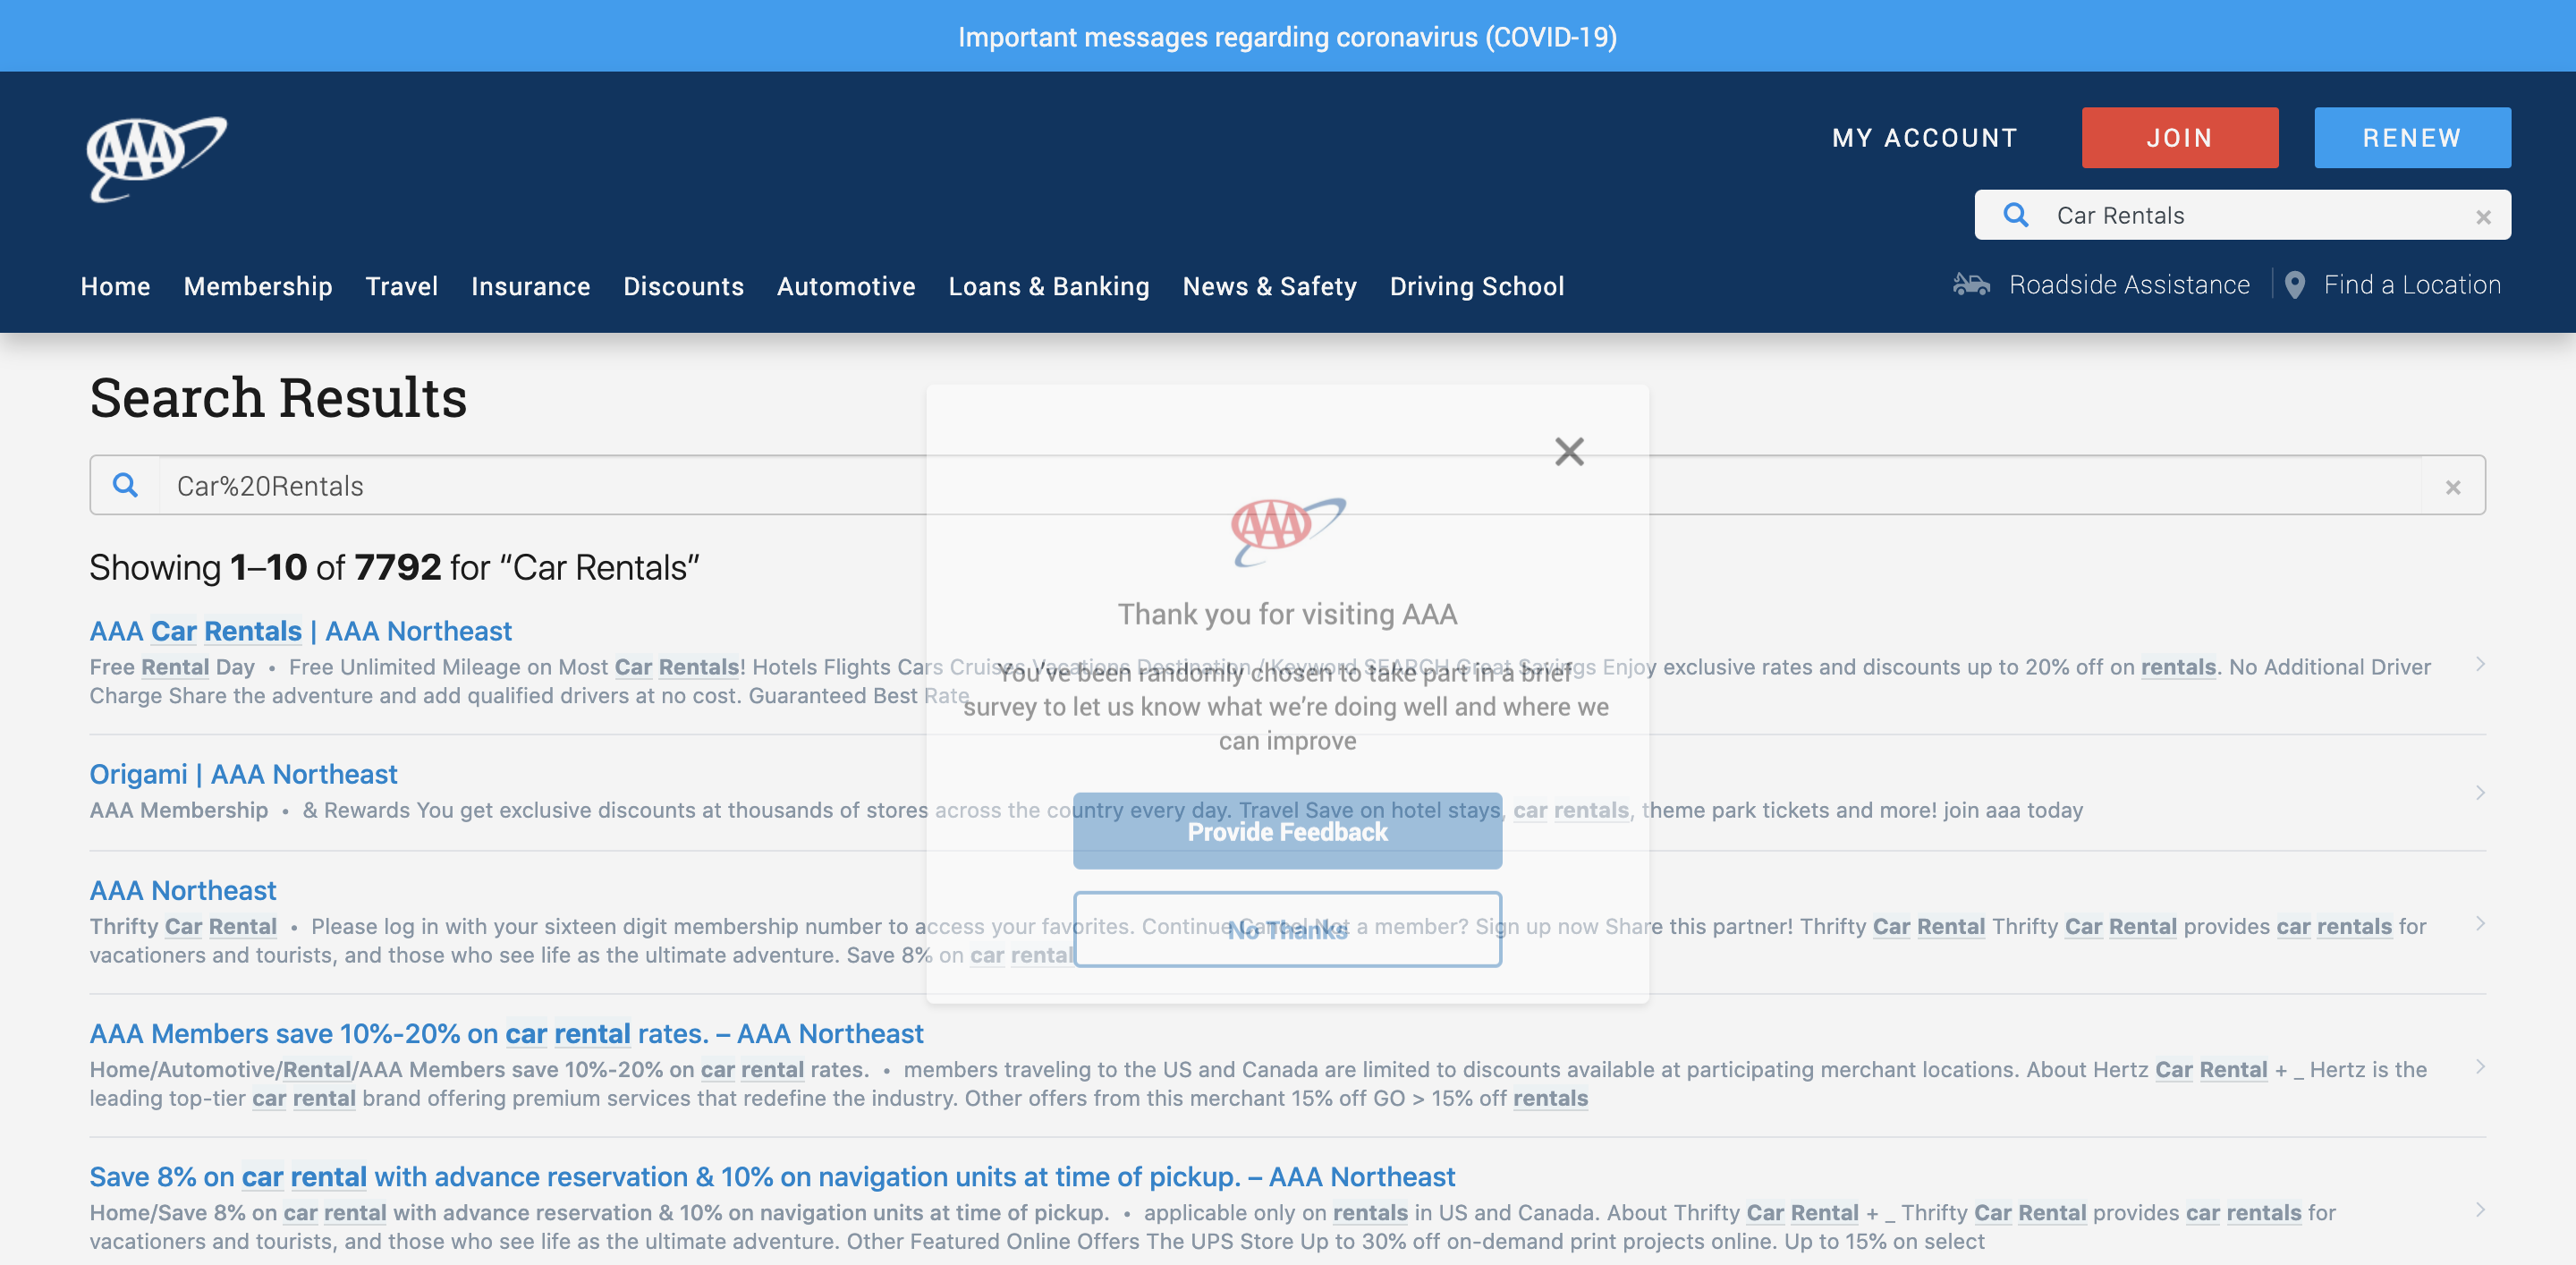 Important messages regarding coronavirus (COVID-19)
AAA
MY ACCOUNT
JOIN
RENEW
Car Rentals
Home Membership Travel Insurance Discounts Automotive Loans & Banking News & Safety Driving School
Roadside Assistance
Find a Location
Search Results
Car%20Rentals
Showing 1–10 of 7792 for “Car Rentals”
AAA Car Rentals | AAA Northeast
Free Rental Day • Free Unlimited Mileage on Most Car Rentals! Hotels Flights Cars Cruises Vacations Destination / Keyword SEARCH Great Savings Enjoy exclusive rates and discounts up to 20% off on rentals. No Additional Driver
Charge Share the adventure and add qualified drivers at no cost. Guaranteed Best Rate
Origami | AAA Northeast
AAA Membership • & Rewards You get exclusive discounts at thousands of stores across the country every day. Travel Save on hotel stays, car rentals, theme park tickets and more! join aaa today
AAA Northeast
Thrifty Car Rental • Please log in with your sixteen digit membership number to access your favorites. Continue Cancel Not a member? Sign up now Share this partner! Thrifty Car Rental Thrifty Car Rental provides car rentals for
vacationers and tourists, and those who see life as the ultimate adventure. Save 8% on car rental
AAA Members save 10%-20% on car rental rates. – AAA Northeast
Home/Automotive/Rental/AAA Members save 10%-20% on car rental rates. • members traveling to the US and Canada are limited to discounts available at participating merchant locations. About Hertz Car Rental + _ Hertz is the
leading top-tier car rental brand offering premium services that redefine the industry. Other offers from this merchant 15% off GO > 15% off rentals
Save 8% on car rental with advance reservation & 10% on navigation units at time of pickup. – AAA Northeast
Home/Save 8% on car rental with advance reservation & 10% on navigation units at time of pickup. • applicable only on rentals in US and Canada. About Thrifty Car Rental + _ Thrifty Car Rental provides car rentals for
vacationers and tourists, and those who see life as the ultimate adventure. Other Featured Online Offers The UPS Store Up to 30% off on-demand print projects online. Up to 15% on select
AAA
Thank you for visiting AAA
You’ve been randomly chosen to take part in a brief
survey to let us know what we’re doing well and where we
can improve
Provide Feedback
No Thanks